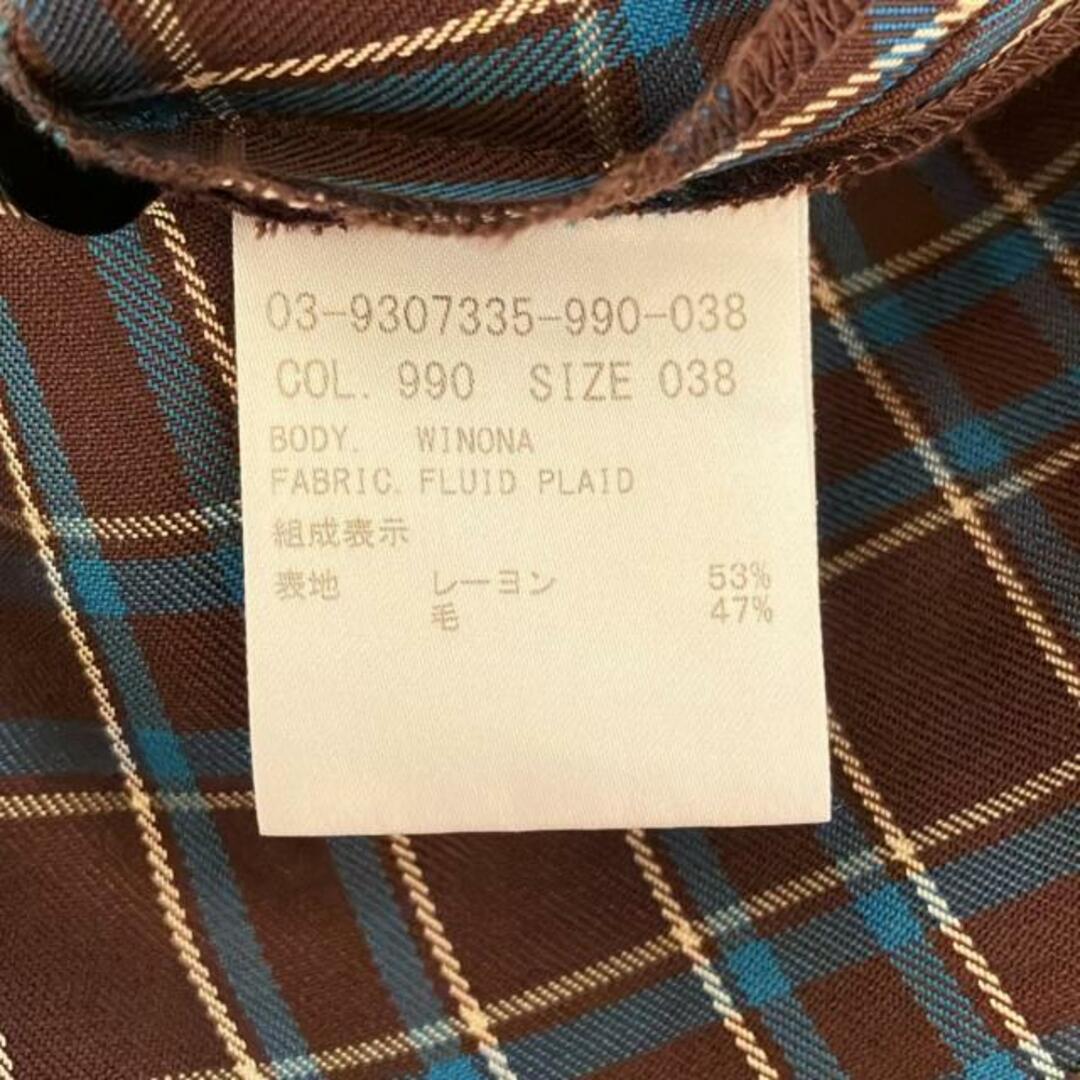 03-9307335-990-038
COL. 990 SIZE 038
BODY. WINONA
FABRIC. FLUID PLAID
組成表示
表地 レーヨン 53%
毛 47%